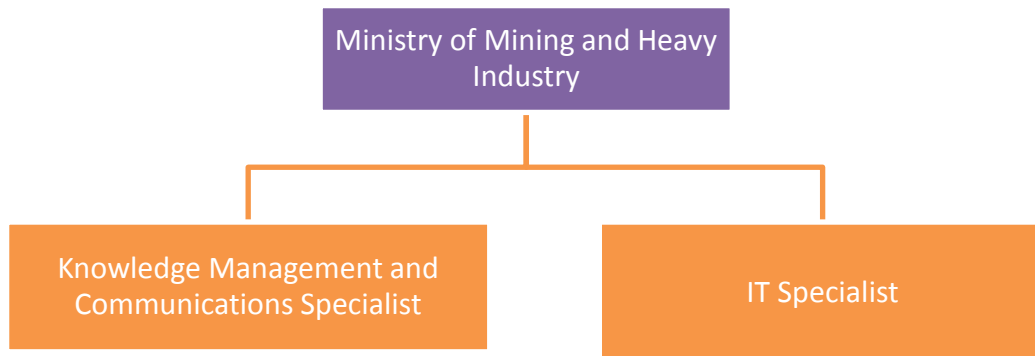 Ministry of Mining and Heavy
Industry
Knowledge Management and
Communications Specialist
IT Specialist